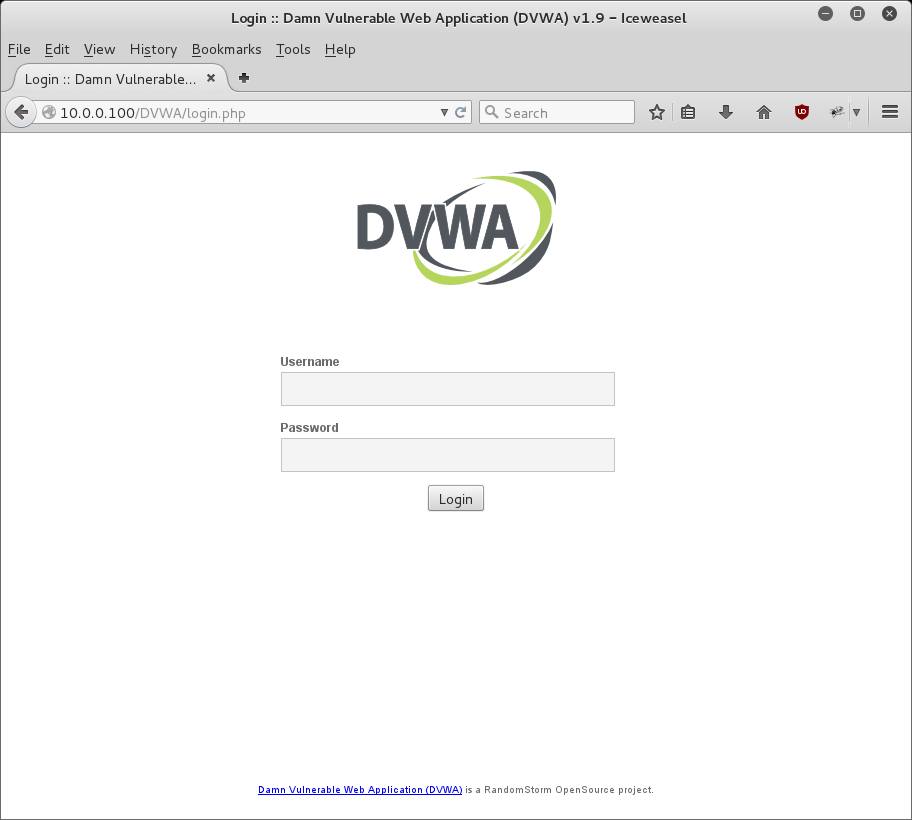 Login :: Damn Vulnerable Web Application (DVWA) v1.9 – Iceweasel
File Edit View History Bookmarks Tools Help
Login :: Damn Vulnerable...
10.0.0.100/DVWA/login.php
Search
DVWA
Username
Password
Login
Damn Vulnerable Web Application (DVWA) is a RandomStorm OpenSource project.